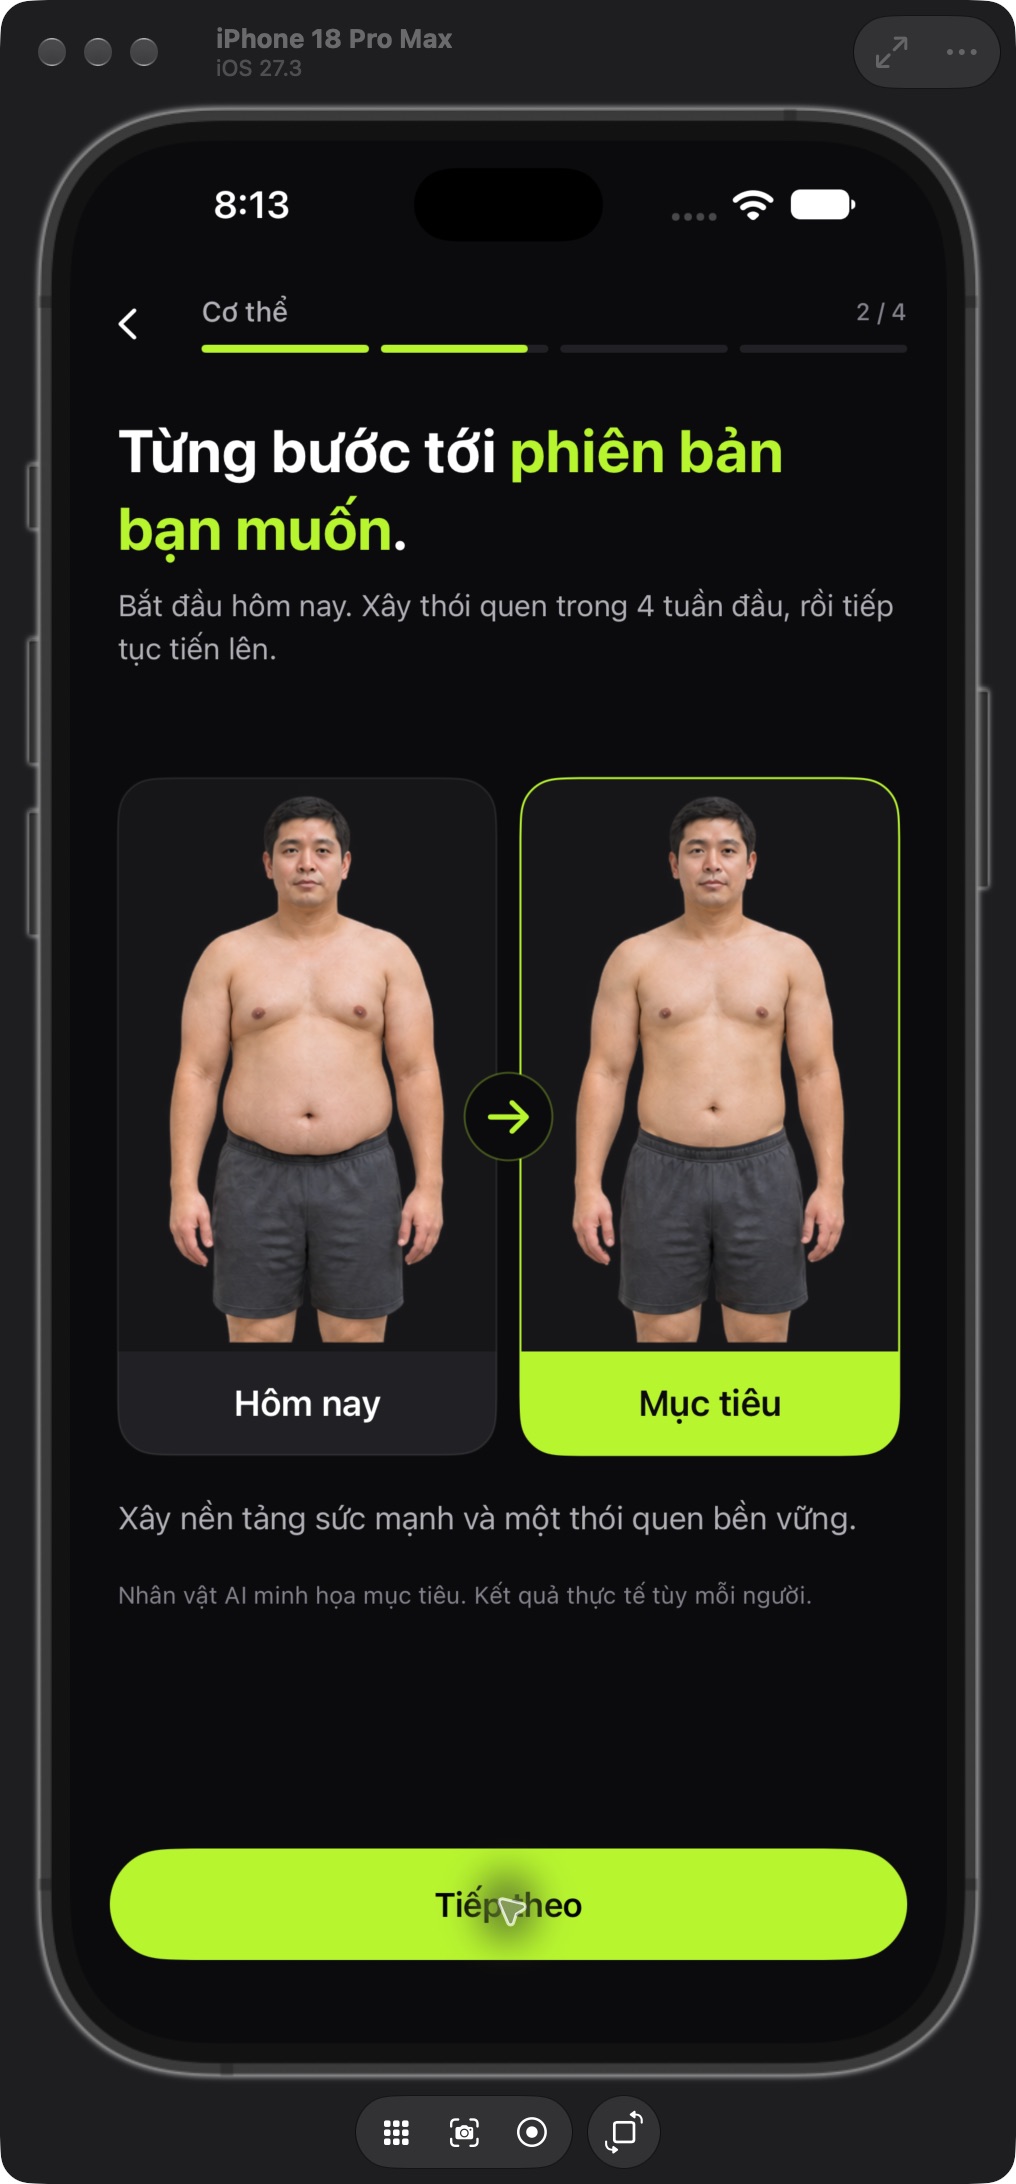 iPhone 18 Pro Max
iOS 27.3
8:13
Cơ thể
2 / 4
Từng bước tới phiên bản
bạn muốn.
Bắt đầu hôm nay. Xây thói quen trong 4 tuần đầu, rồi tiếp
tục tiến lên.
Hôm nay
Mục tiêu
Xây nền tảng sức mạnh và một thói quen bền vững.
Nhân vật AI minh họa mục tiêu. Kết quả thực tế tùy mỗi người.
Tiếp theo